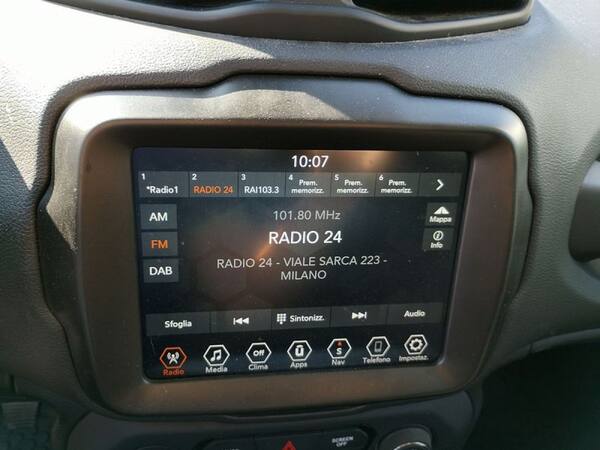 10:07
1 2 3 4 5 6
*Radio1 RADIO 24 RAI103.3 Prem. memorizz. Prem. memorizz. Prem. memorizz.
AM
101.80 MHz
Mappa
FM
RADIO 24
Info
DAB
RADIO 24 - VIALE SARCA 223 -
MILANO
Sfoglia Sintonizz. Audio
Off Ü S
Radio Media Clima Apps Nav Telefono Impostaz.
SCREEN
OFF